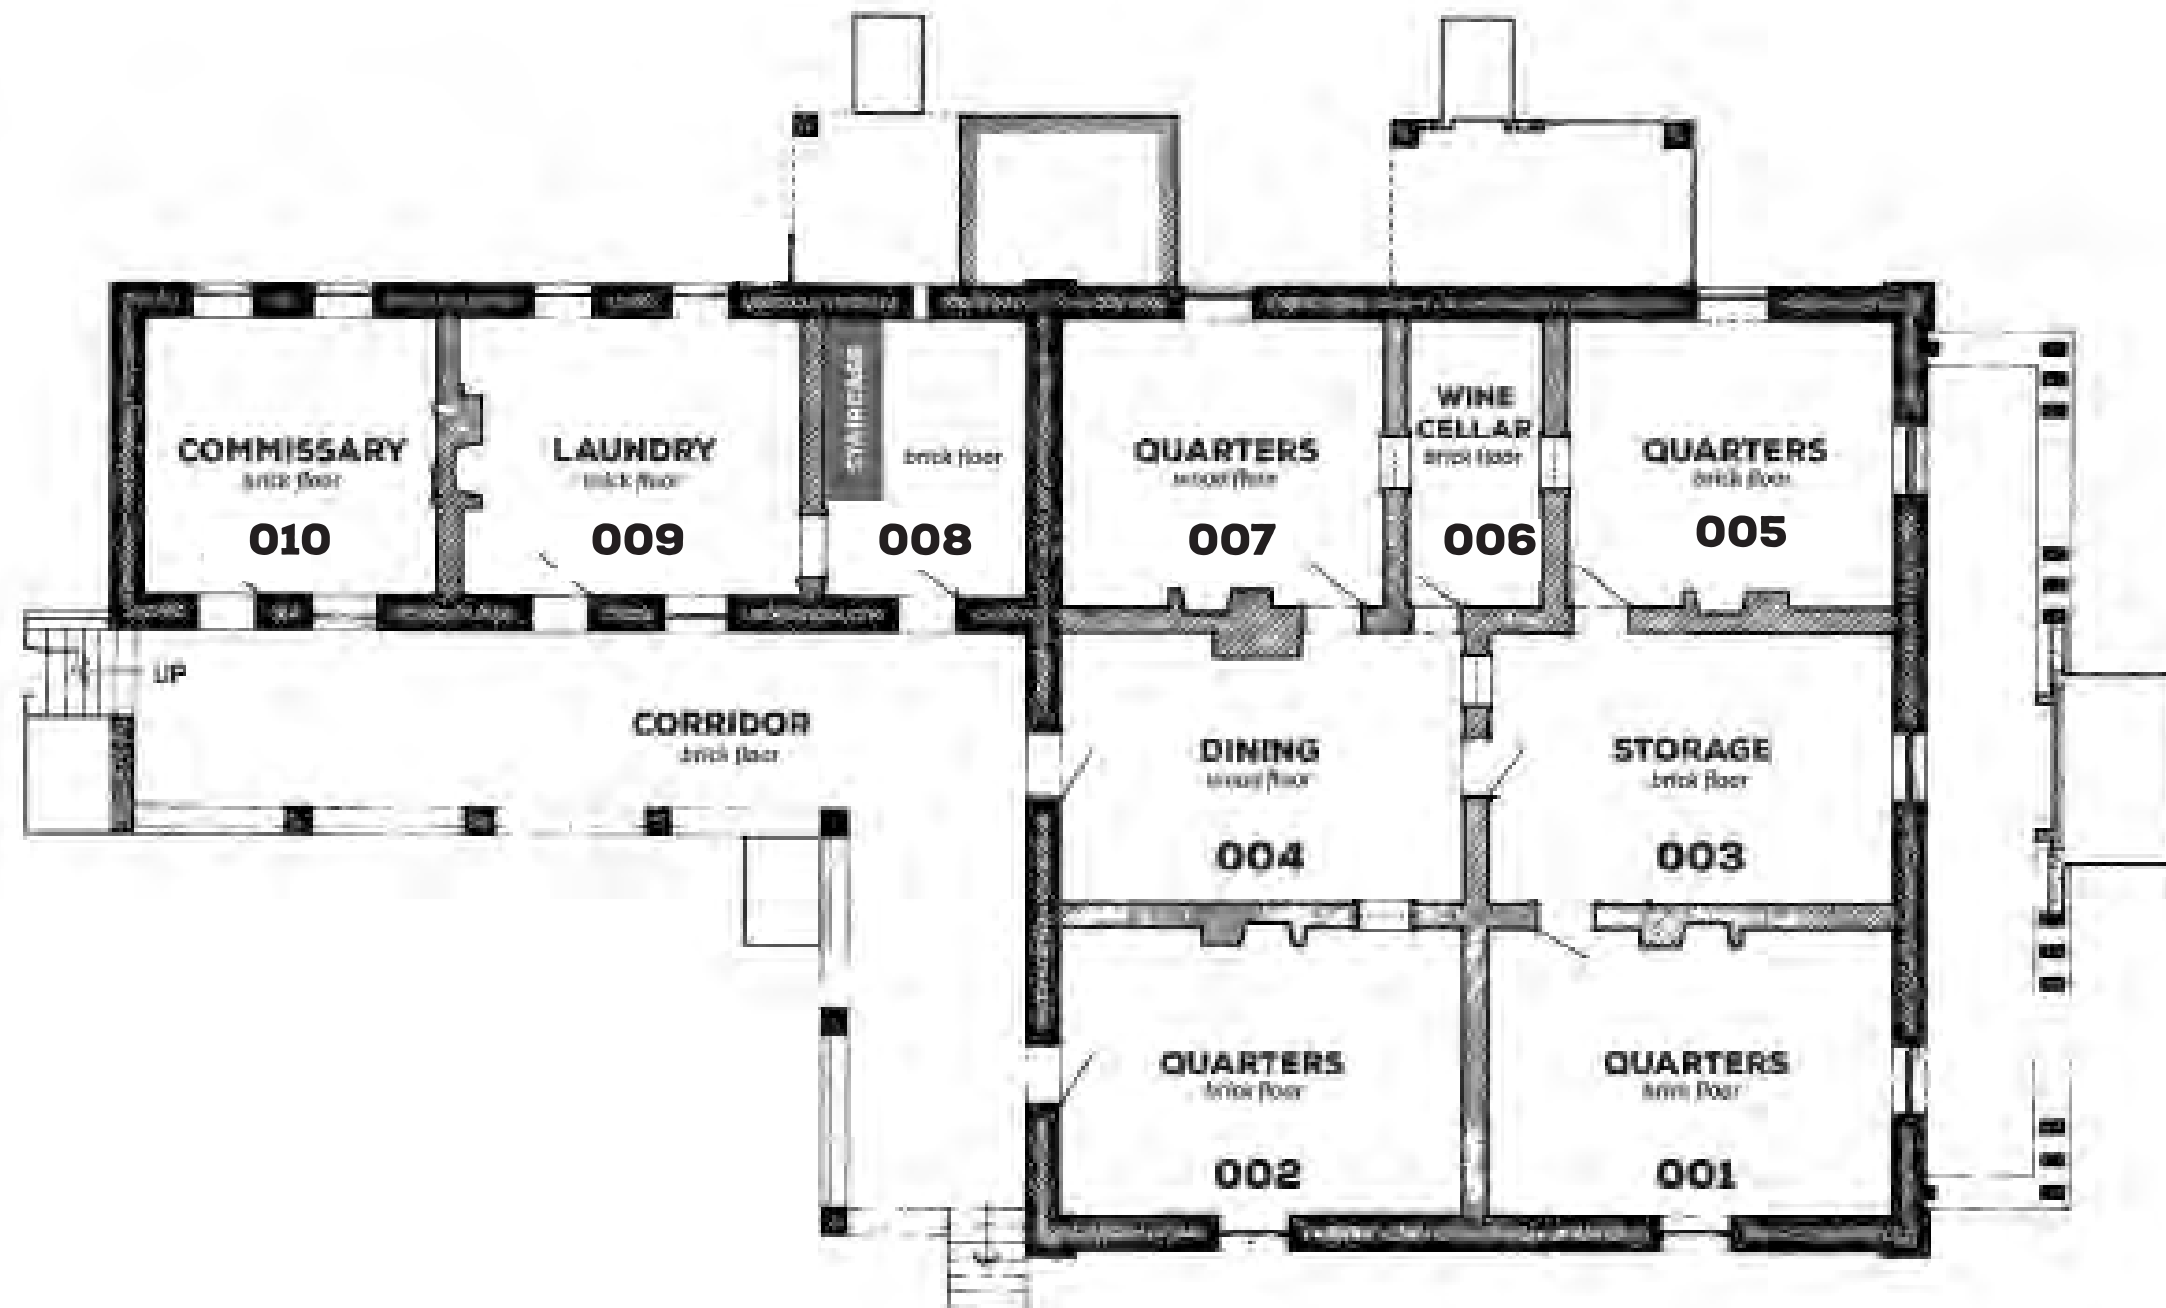 STAIRCASE
WINE
CELLAR
brick floor
COMMISSARY
brick floor
010
LAUNDRY
brick floor
009
brick floor
008
QUARTERS
wood floor
007
006
QUARTERS
brick floor
005
UP
CORRIDOR
brick floor
DINING
wood floor
004
STORAGE
brick floor
003
QUARTERS
brick floor
002
QUARTERS
brick floor
001